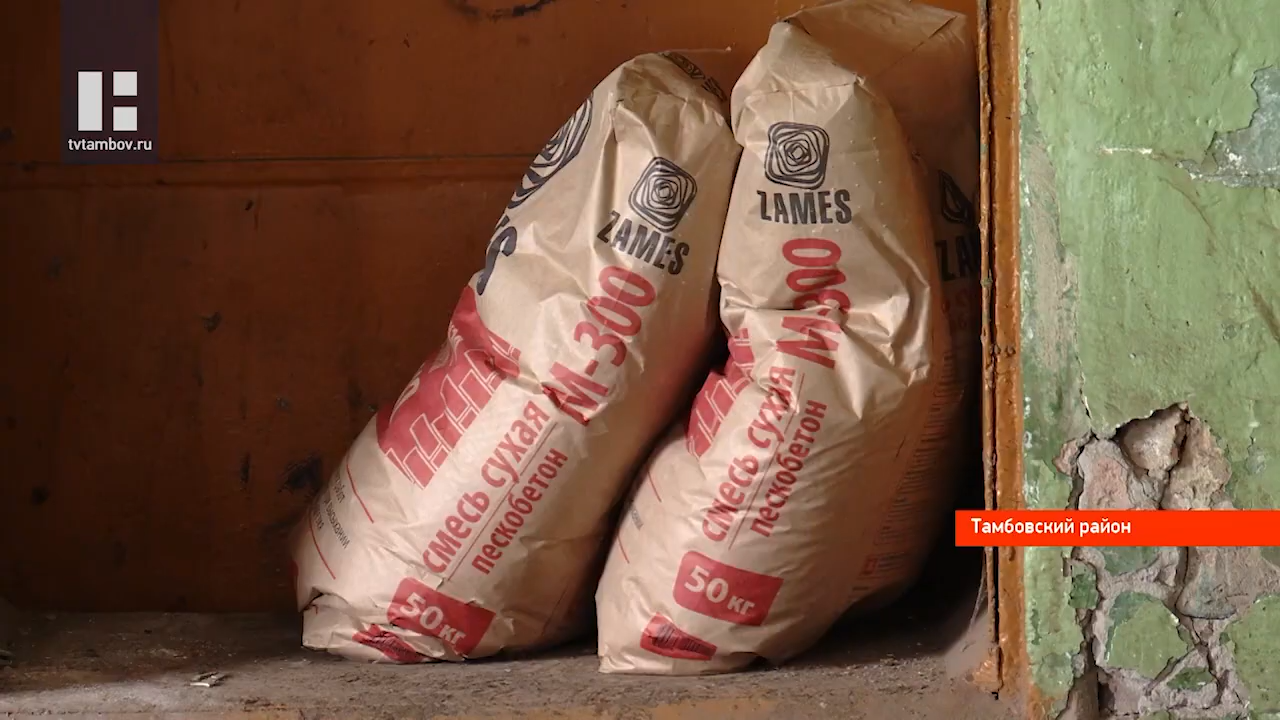 tvtambov.ru
ZAMES
М-300
смесь сухая
пескобетон
50 кг
ZAMES
М-300
смесь сухая
пескобетон
50 кг
Тамбовский район